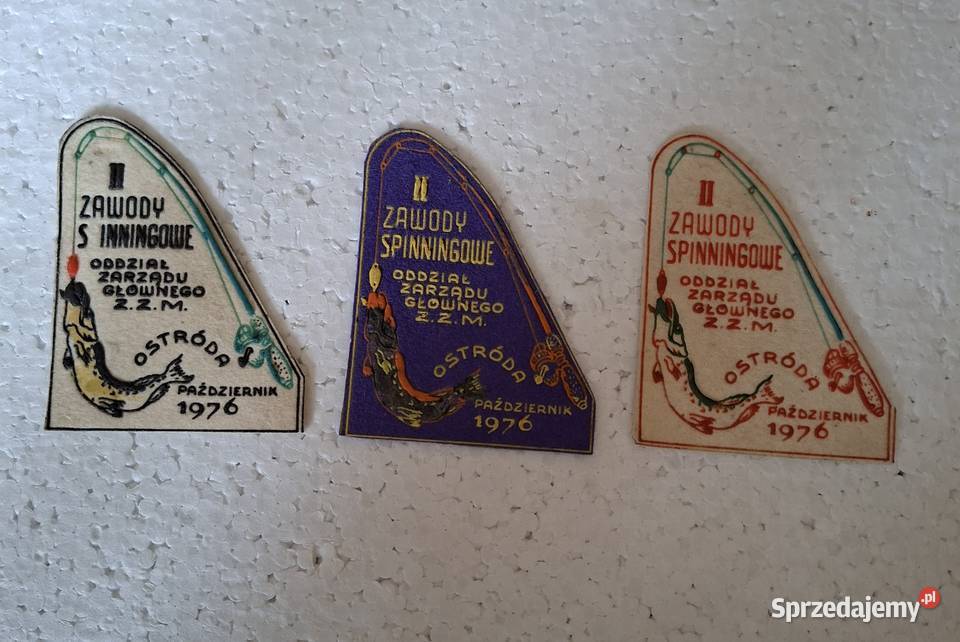 II
ZAWODY
S INNINGOWE
ODDZIAŁ
ZARZĄDU
GŁÓWNEGO
Z.Z.M.
OSTRÓDA
PAŹDZIERNIK
1976
II
ZAWODY
SPINNINGOWE
ODDZIAŁ
ZARZĄDU
GŁOWNEGO
Z.Z.M.
OSTRÓDA
PAŹDZIERNIK
1976
II
ZAWODY
SPINNINGOWE
ODDZIAŁ
ZARZĄDU
GŁÓWNEGO
Z.Z.M.
OSTRÓDA
PAŹDZIERNIK
1976
Sprzedajemy.pl